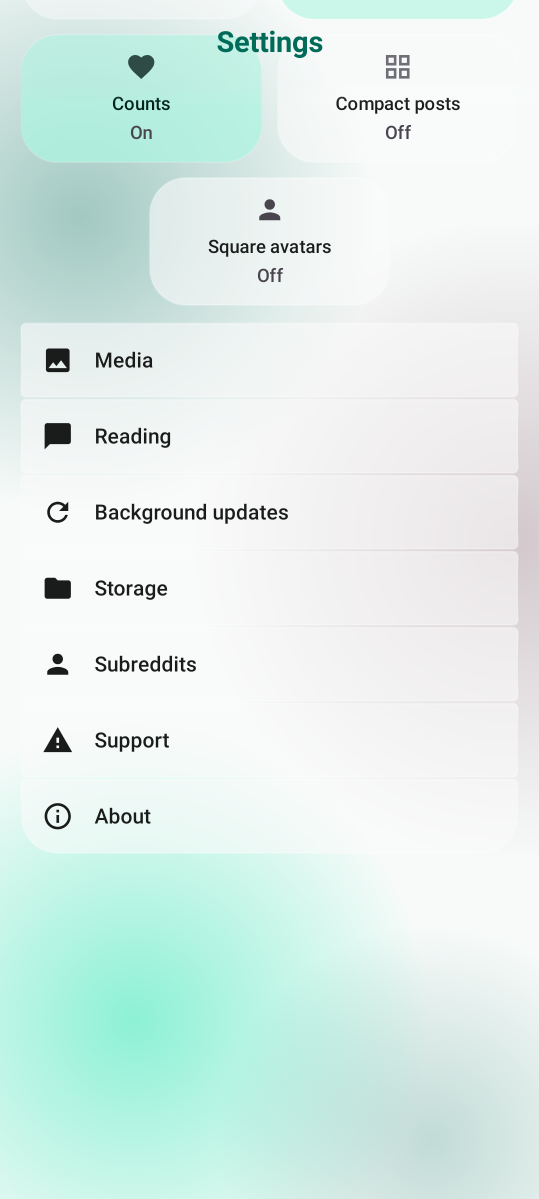 Settings
Counts
On
Compact posts
Off
Square avatars
Off
Media
Reading
Background updates
Storage
Subreddits
Support
About